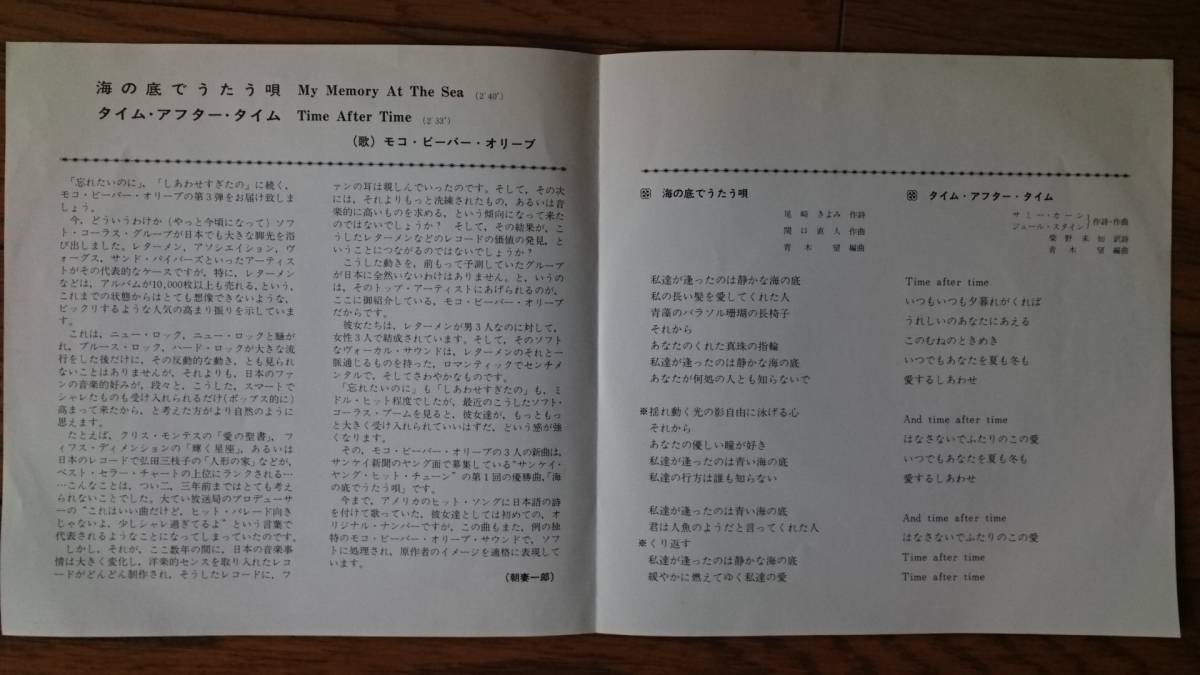 海の底でうたう唄 My Memory At The Sea (2′40″)
タイム・アフター・タイム Time After Time (2′33″)
(歌) モコ・ビーバー・オリーブ
「忘れたいのに」,「しあわせすぎたの」に続く,
モコ・ビーバー・オリーブの第3弾をお届け致しま
しょう。
今, どういうわけか (やっと今頃になって) ソフ
ト・コーラス・グループが日本でも大きな脚光を浴
び出しました。レターメン, アソシエイション, ヴ
ォーグス, サンド・パイパーズといったアーティス
トがその代表的なケースですが, 特に, レターメン
などは, アルバムが10,000枚以上も売れる, という,
これまでの状態からはとても想像できないような,
ビックリするような人気の高まり振りを示していま
す。
これは, ニュー・ロック, ニュー・ロックと騒が
れ, ブルース・ロック, ハード・ロックが大きな流
行をした後だけに, その反動的な動き, とも見られ
ないことはありませんが, それよりも, 日本のファ
ンの音楽的好みが, 段々と, こうした, スマートで
シャレたものも受け入れられるだけ (ポップス的に)
高まって来たから, と考えた方がより自然のように
思えます。
たとえば, クリス・モンテスの「愛の聖書」, フ
ィフス・ディメンションの「輝く星座」, あるいは
日本のレコードで弘田三枝子の「人形の家」などが,
ベスト・セラー・チャートの上位にランクされる…
…こんなことは, つい二, 三年前まではとても考え
られないことでした。大てい放送局のプロデューサ
ーの“これはいい曲だけど, ヒット・パレード向き
じゃないよ, 少しシャレ過ぎてるよ”という言葉で
代表されるようなことになってしまっていたのです。
しかし, それが, ここ数年の間に, 日本の音楽事
情は大きく変化し, 洋楽的センスを取り入れたレコ
ードがどんどん制作され, そうしたレコードに, フ
ァンの耳は親しんでいったのです。そして, その次
には, それよりもっと洗練されたもの, あるいは音
楽的に高いものを求める, という傾向になって来た
のではないでしょうか? そして, その結果が, こ
うしたレターメンなどのレコードの価値の発見, と
いうことにつながるのではないでしょうか?
こうした動きを, 前もって予測していたグループ
が日本に全然いないわけはありません。と, いうの
は, そのトップ・アーティストにあげられるのが,
ここに御紹介している, モコ・ビーバー・オリーブ
だからです。
彼女たちは, レターメンが男3人なのに対して,
女性3人で結成されています。そして, そのソフト
なヴォーカル・サウンドは, レターメンのそれと一
脈通じるものを持った, ロマンティックでセンチメ
ンタルで, そしてさわやかなものです。
「忘れたいのに」も「しあわせすぎたの」も, ミ
ドル・ヒット程度でしたが, 最近のこうしたソフト・
コーラス・ブームを見ると, 彼女達が, もっともっ
と大きく受け入れられていいはずだ, という感が強
くなります。
その, モコ・ビーバー・オリーブの3人の新曲は,
サンケイ新聞のヤング面で募集している“サンケイ・
ヤング・ヒット・チューン”の第1回の優勝曲,「海
の底でうたう唄」です。
今まで, アメリカのヒット・ソングに日本語の詩
を付けて歌っていた, 彼女達としては初めての, オ
リジナル・ナンバーですが, この曲もまた, 例の独
特のモコ・ビーバー・オリーブ・サウンドで, ソフ
トに処理され, 原作者のイメージを適格に表現して
います。
(朝妻一郎)
海の底でうたう唄
尾崎きよみ 作詩
関口直人 作曲
青木望 編曲
私達が逢ったのは静かな海の底
私の長い髪を愛してくれた人
青藻のパラソル珊瑚の長椅子
それから
あなたのくれた真珠の指輪
私達が逢ったのは静かな海の底
あなたが何処の人とも知らないで
※揺れ動く光の影自由に泳げる心
それから
あなたの優しい瞳が好き
私達が逢ったのは青い海の底
私達の行方は誰も知らない
私達が逢ったのは青い海の底
君は人魚のようだと言ってくれた人
※くり返す
私達が逢ったのは静かな海の底
緩やかに燃えてゆく私達の愛
タイム・アフター・タイム
サミー・カーン
ジュール・スタイン}作詩・作曲
柴野未知 訳詩
青木望 編曲
Time after time
いつもいつも夕暮れがくれば
うれしいのあなたにあえる
このむねのときめき
いつでもあなたを夏も冬も
愛するしあわせ
And time after time
はなさないでふたりのこの愛
いつでもあなたを夏も冬も
愛するしあわせ
And time after time
はなさないでふたりのこの愛
Time after time
Time after time